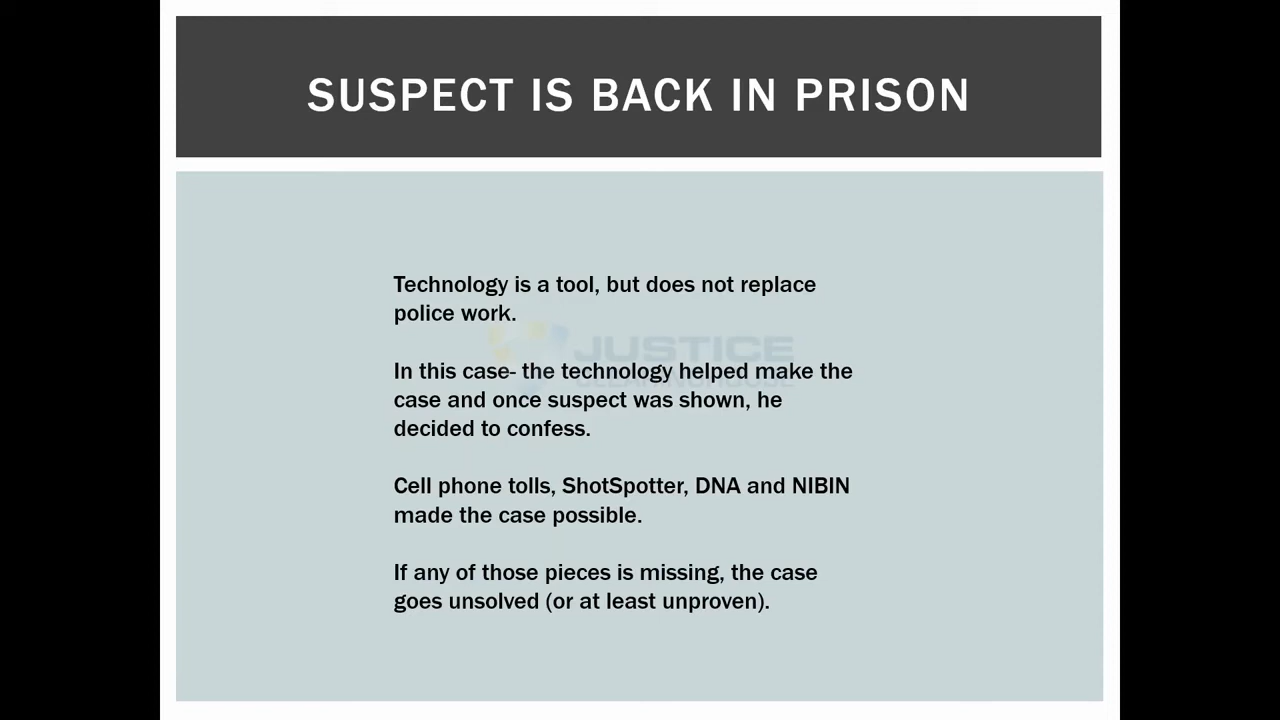 SUSPECT IS BACK IN PRISON
Technology is a tool, but does not replace
police work.
JUSTICE
CLEARINGHOUSE
In this case- the technology helped make the
case and once suspect was shown, he
decided to confess.
Cell phone tolls, ShotSpotter, DNA and NIBIN
made the case possible.
If any of those pieces is missing, the case
goes unsolved (or at least unproven).